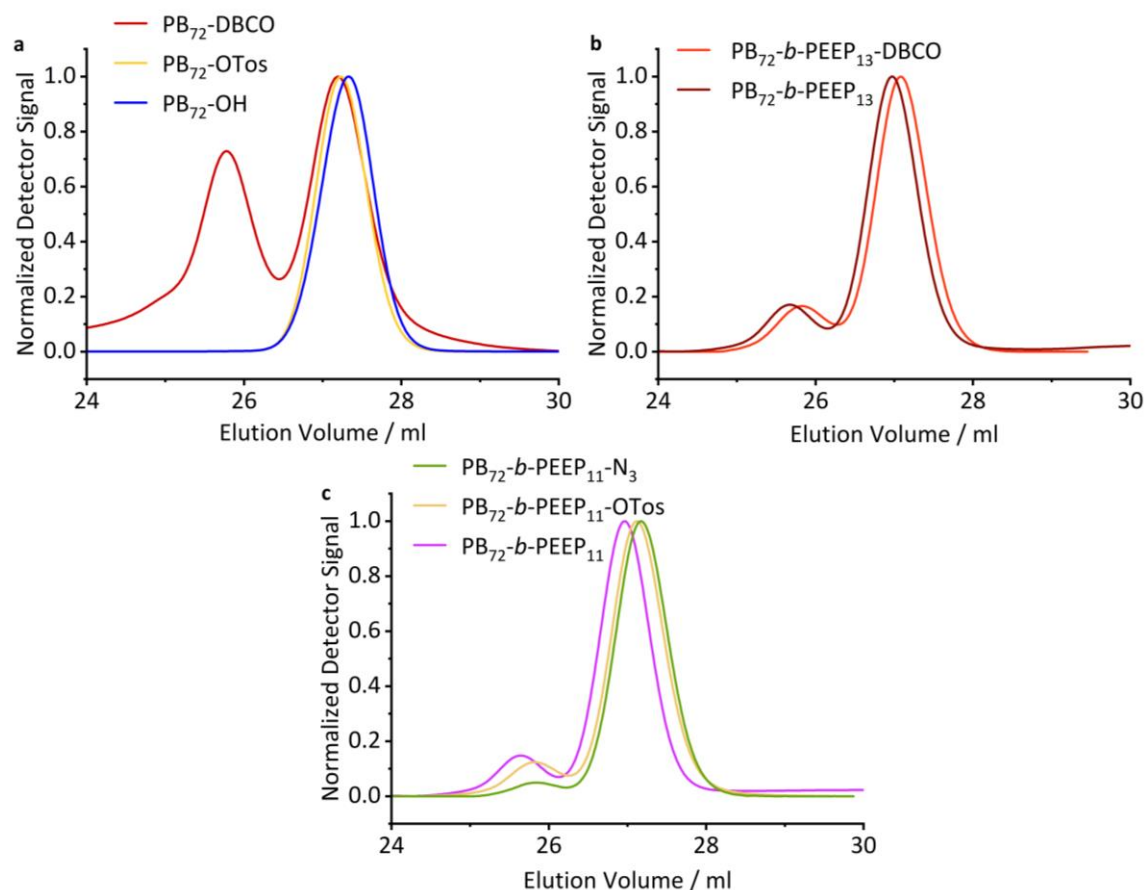 a
PB72-DBCO
PB72-OTos
PB72-OH
Normalized Detector Signal
1.0
0.8
0.6
0.4
0.2
0.0
24 26 28 30
Elution Volume / ml
b
PB72-b-PEEP13-DBCO
PB72-b-PEEP13
Normalized Detector Signal
1.0
0.8
0.6
0.4
0.2
0.0
24 26 28 30
Elution Volume / ml
c
PB72-b-PEEP11-N3
PB72-b-PEEP11-OTos
PB72-b-PEEP11
Normalized Detector Signal
1.0
0.8
0.6
0.4
0.2
0.0
24 26 28 30
Elution Volume / ml